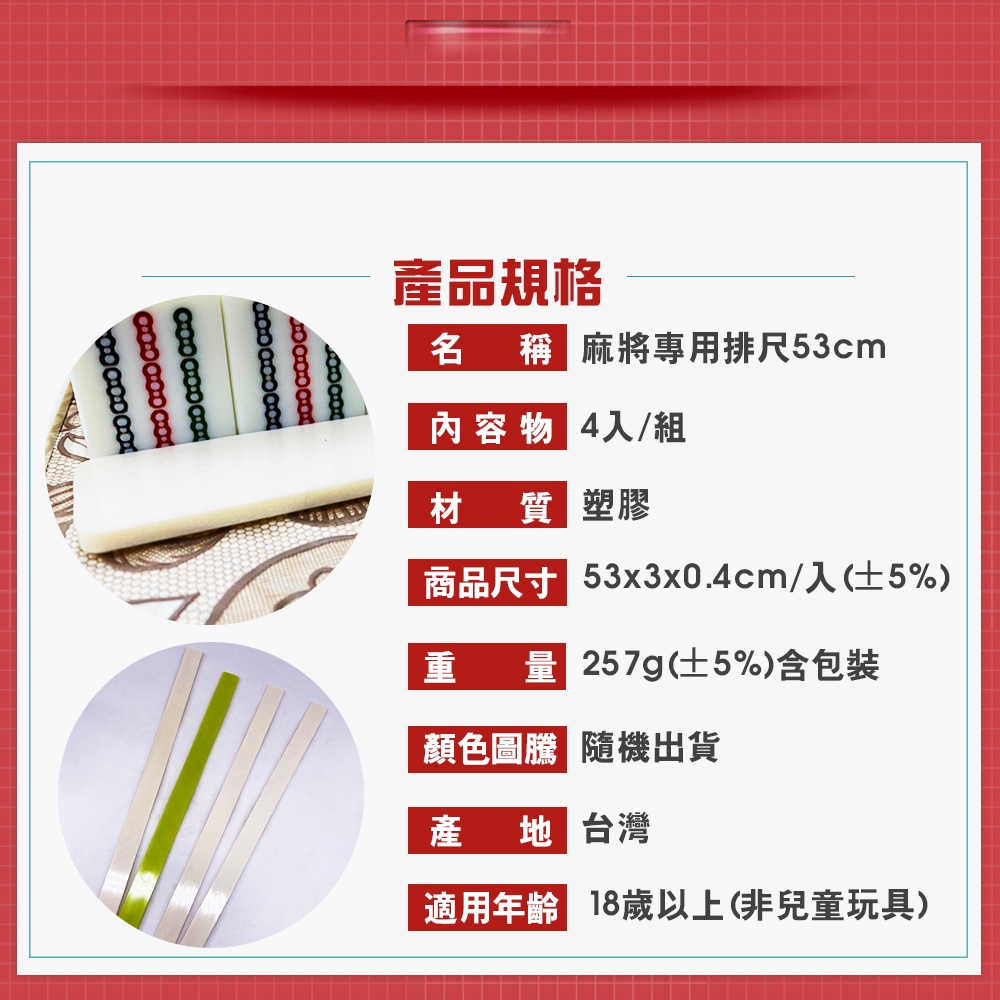 產品規格
名稱 麻將專用排尺53cm
內容物 4入/組
材質 塑膠
商品尺寸 53x3x0.4cm/入(±5%)
重量 257g(±5%)含包裝
顏色圖騰 隨機出貨
產地 台灣
適用年齡 18歲以上(非兒童玩具)